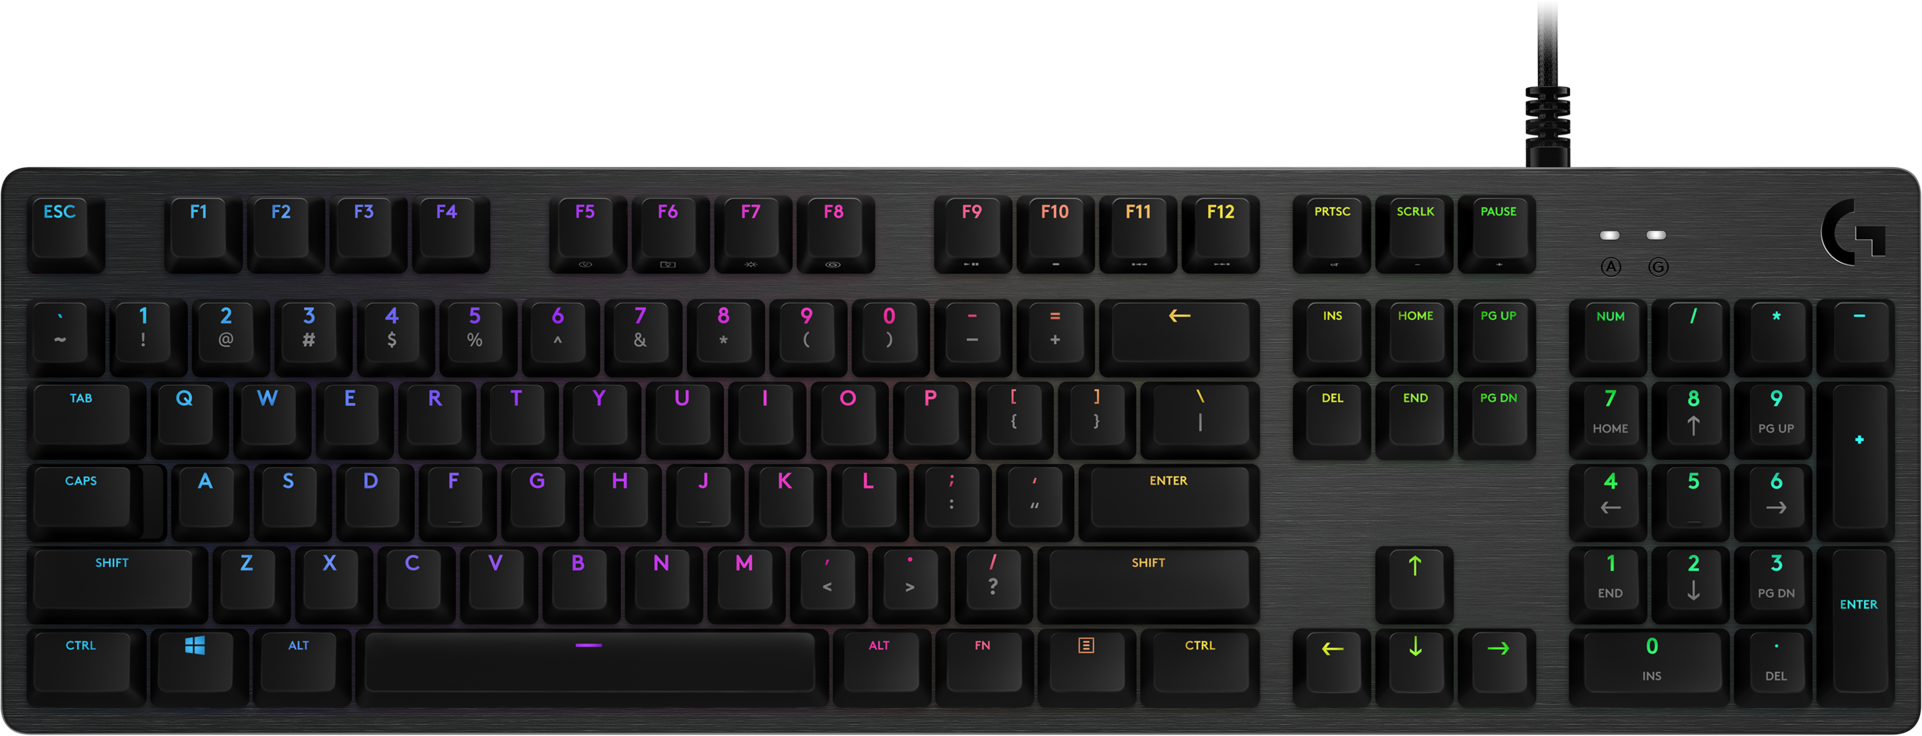 ESC F1 F2 F3 F4 F5 F6 F7 F8 F9 F10 F11 F12 PRTSC SCRLK PAUSE
A G
G
` 1 2 3 4 5 6 7 8 9 0 - = ← INS HOME PG UP NUM / * −
~ ! @ # $ % ^ & * ( ) – +
TAB Q W E R T Y U I O P [ ] \ DEL END PG DN 7 8 9 +
{ } | HOME ↑ PG UP
CAPS A S D F G H J K L ; ' ENTER 4 5 6
: " ← →
SHIFT Z X C V B N M , . / SHIFT ↑ 1 2 3 ENTER
< > ? END ↓ PG DN
CTRL ALT ALT FN CTRL ← ↓ → 0 .
INS DEL